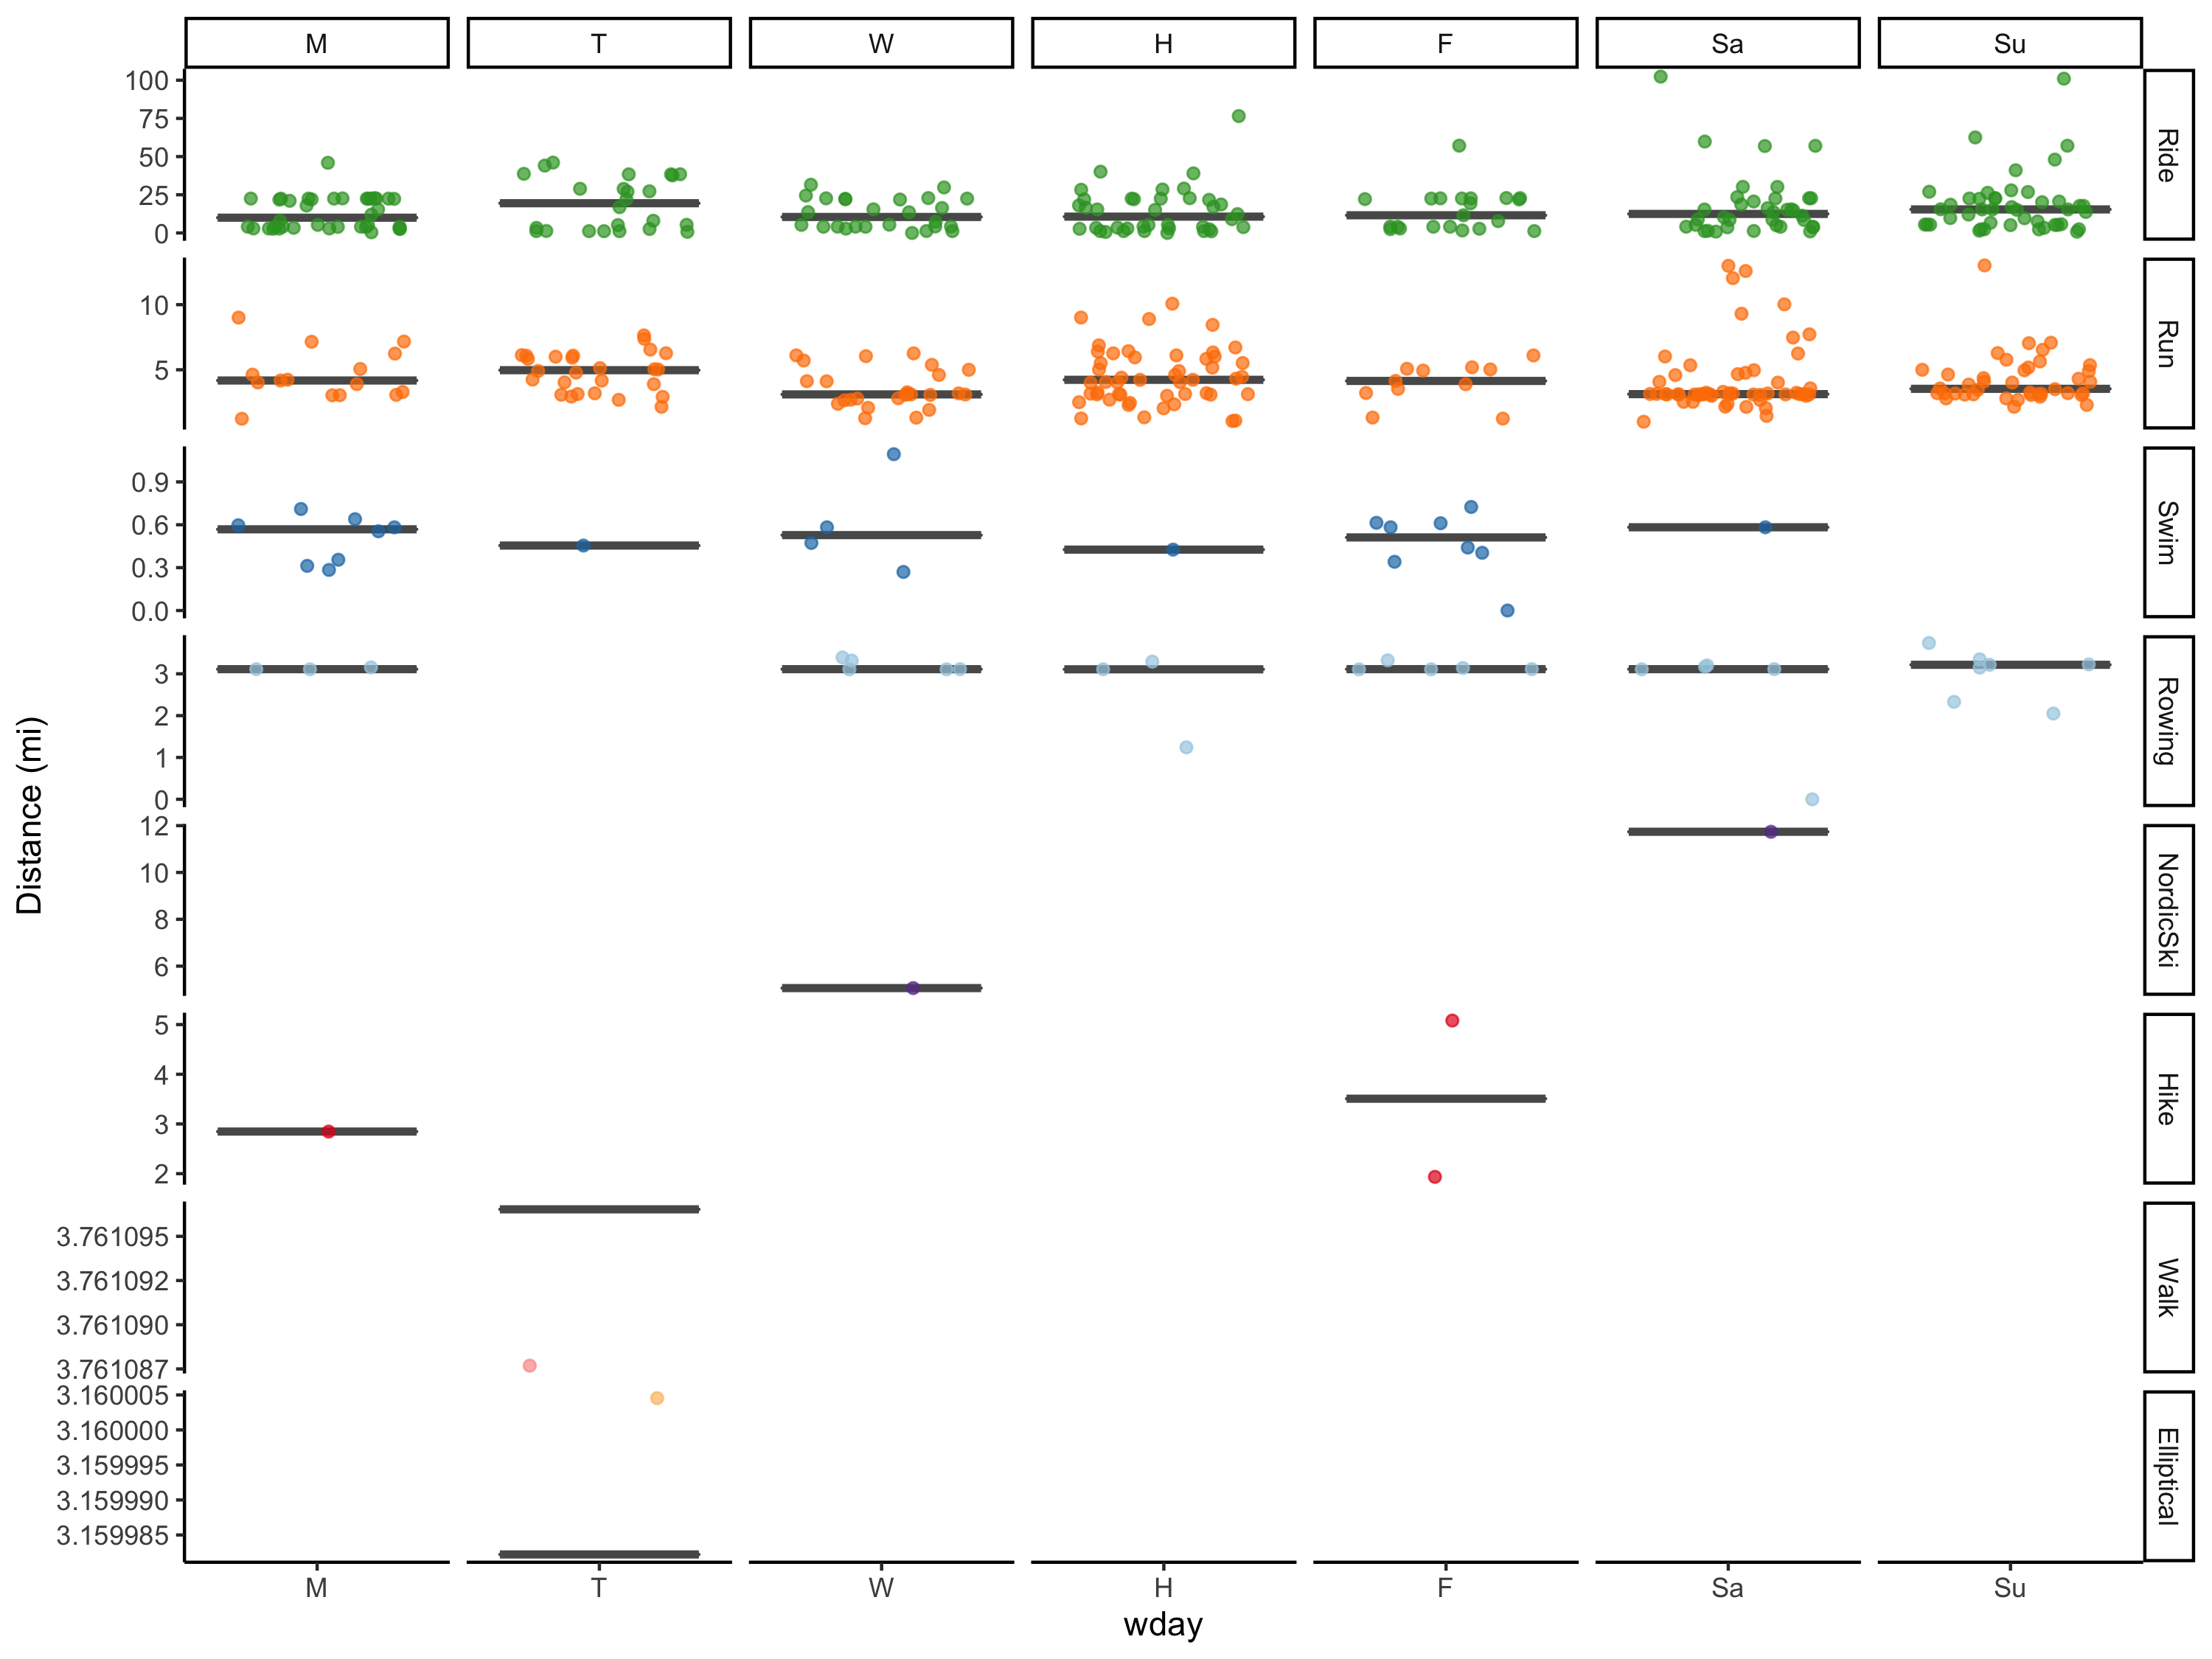 M T W H F Sa Su
100
75
50
25
0
Ride
10
5
Run
0.9
0.6
0.3
0.0
Swim
3
2
1
0
Rowing
12
10
8
6
NordicSki
5
4
3
2
Hike
3.761095
3.761092
3.761090
3.761087
Walk
3.160005
3.160000
3.159995
3.159990
3.159985
Elliptical
Distance (mi)
M T W H F Sa Su
wday